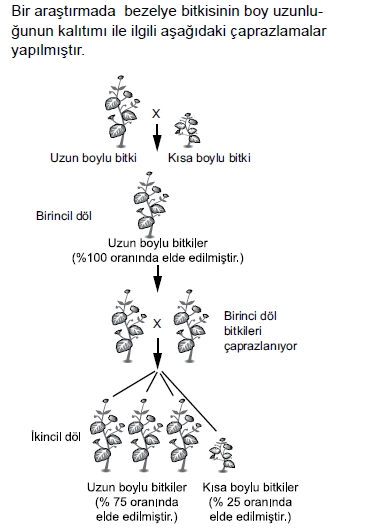 Bir araştırmada bezelye bitkisinin boy uzunlu-
ğunun kalıtımı ile ilgili aşağıdaki çaprazlamalar
yapılmıştır.
X
Uzun boylu bitki Kısa boylu bitki
Birincil döl
Uzun boylu bitkiler
(%100 oranında elde edilmiştir.)
X
Birinci döl
bitkileri
çaprazlanıyor
İkincil döl
Uzun boylu bitkiler
(% 75 oranında
elde edilmiştir.)
Kısa boylu bitkiler
(% 25 oranında
elde edilmiştir.)